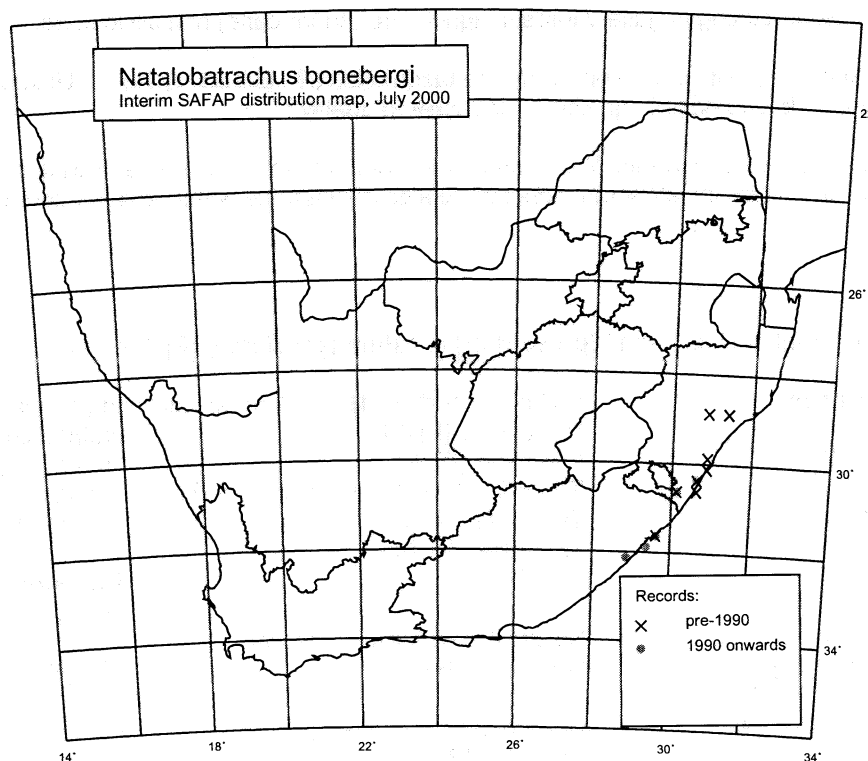 Natalobatrachus bonebergi
Interim SAFAP distribution map, July 2000
26˚
30˚
Records:
pre-1990
1990 onwards
34˚
14˚
18˚
22˚
26˚
30˚
34˚